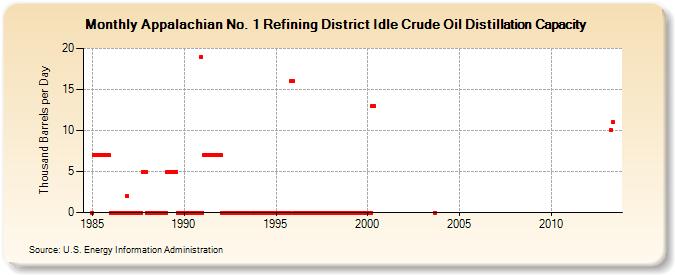 Monthly Appalachian No. 1 Refining District Idle Crude Oil Distillation Capacity
Thousand Barrels per Day
20
15
10
5
0
1985 1990 1995 2000 2005 2010
Source: U.S. Energy Information Administration